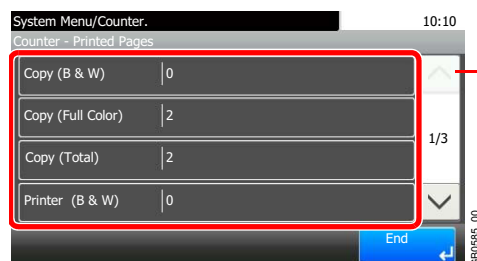 System Menu/Counter. 10:10
Counter - Printed Pages
Copy (B & W) 0
Copy (Full Color) 2
1/3
Copy (Total) 2
Printer (B & W) 0
End